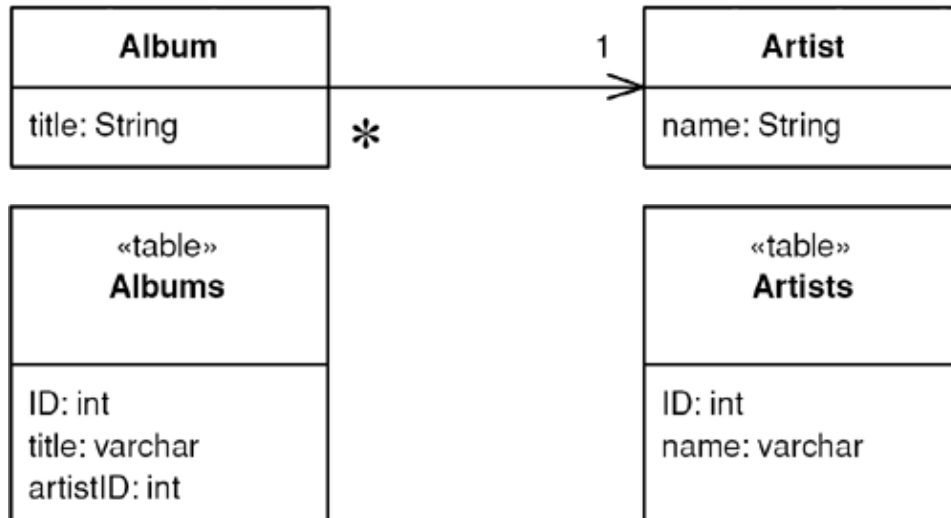 Album
1
Artist
title: String
*
name: String
«table»
Albums
«table»
Artists
ID: int
title: varchar
artistID: int
ID: int
name: varchar